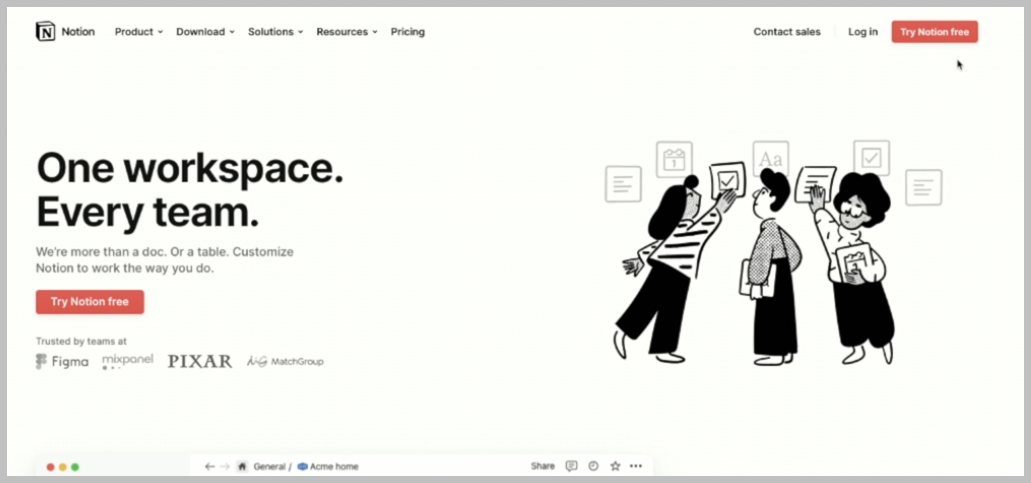 Notion Product Download Solutions Resources Pricing Contact sales Log in Try Notion free
One workspace.
Every team.
We're more than a doc. Or a table. Customize
Notion to work the way you do.
Try Notion free
Trusted by teams at
Figma mixpanel PIXAR MatchGroup
1
Aa
General / Acme home Share